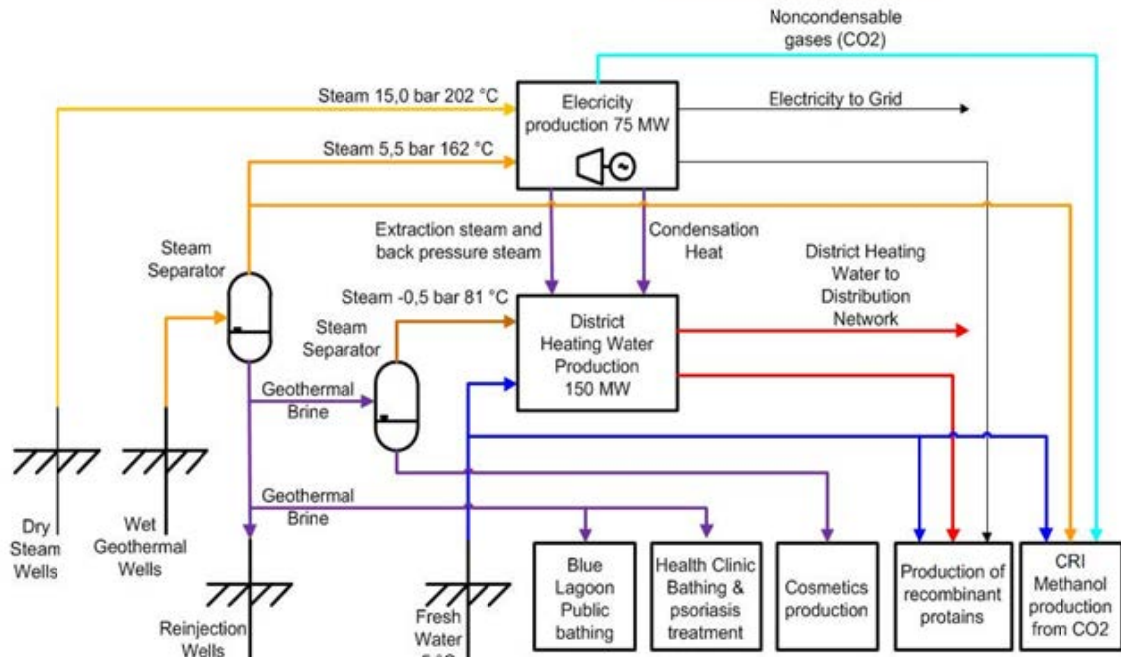 Noncondensable
gases (CO2)
Steam 15,0 bar 202 °C
Elecricity
production 75 MW
Electricity to Grid
Steam 5,5 bar 162 °C
Extraction steam and
back pressure steam
Condensation
Heat
Steam
Separator
District Heating
Water to
Distribution
Network
Steam -0,5 bar 81 °C
Steam
Separator
District
Heating Water
Production
150 MW
Geothermal
Brine
Geothermal
Brine
Dry
Steam
Wells
Wet
Geothermal
Wells
Reinjection
Wells
Fresh
Water
Blue
Lagoon
Public
bathing
Health Clinic
Bathing &
psoriasis
treatment
Cosmetics
production
Production of
recombinant
protains
CRI
Methanol
production
from CO2